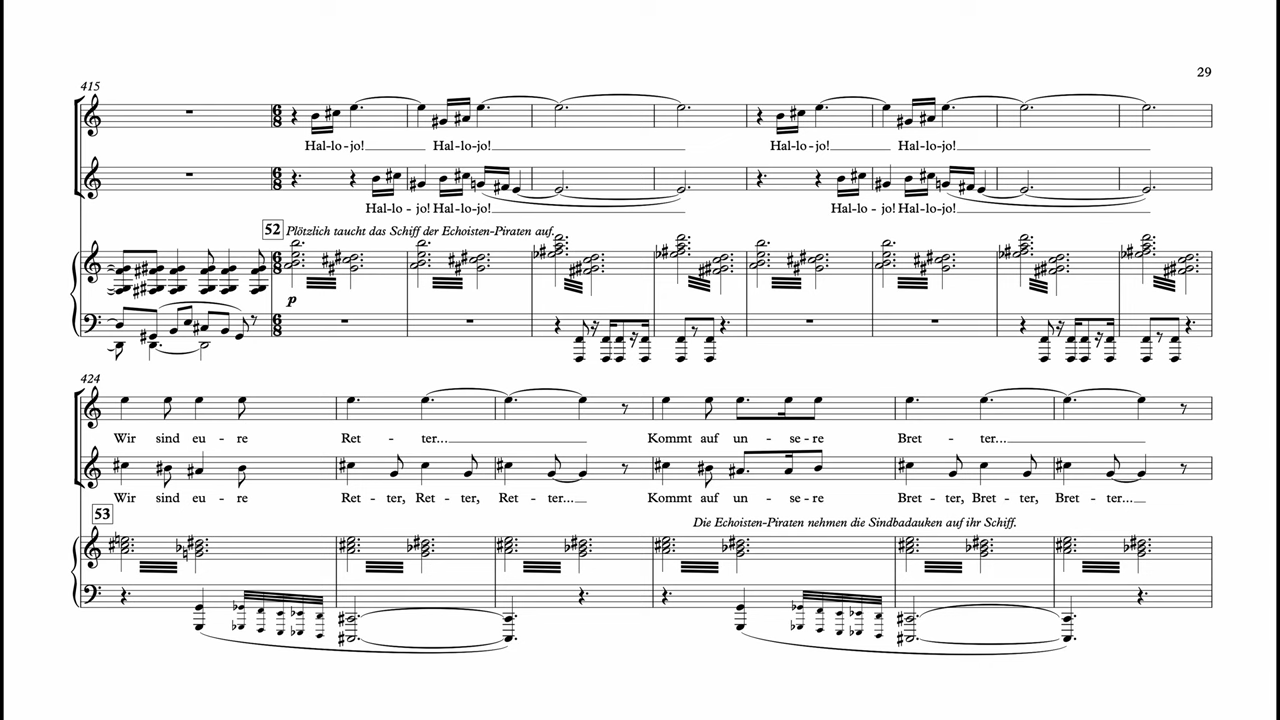 29
415
Hal-lo-jo! Hal-lo-jo! Hal-lo-jo! Hal-lo-jo!
Hal-lo-jo! Hal-lo-jo! Hal-lo-jo! Hal-lo-jo!
52 Plötzlich taucht das Schiff der Echoisten-Piraten auf.
p
424
Wir sind eu-re Ret-ter... Kommt auf un-se-re Bret-ter...
Wir sind eu-re Ret-ter, Ret-ter, Ret-ter... Kommt auf un-se-re Bret-ter, Bret-ter, Bret-ter...
53
Die Echoisten-Piraten nehmen die Sindbadauken auf ihr Schiff.